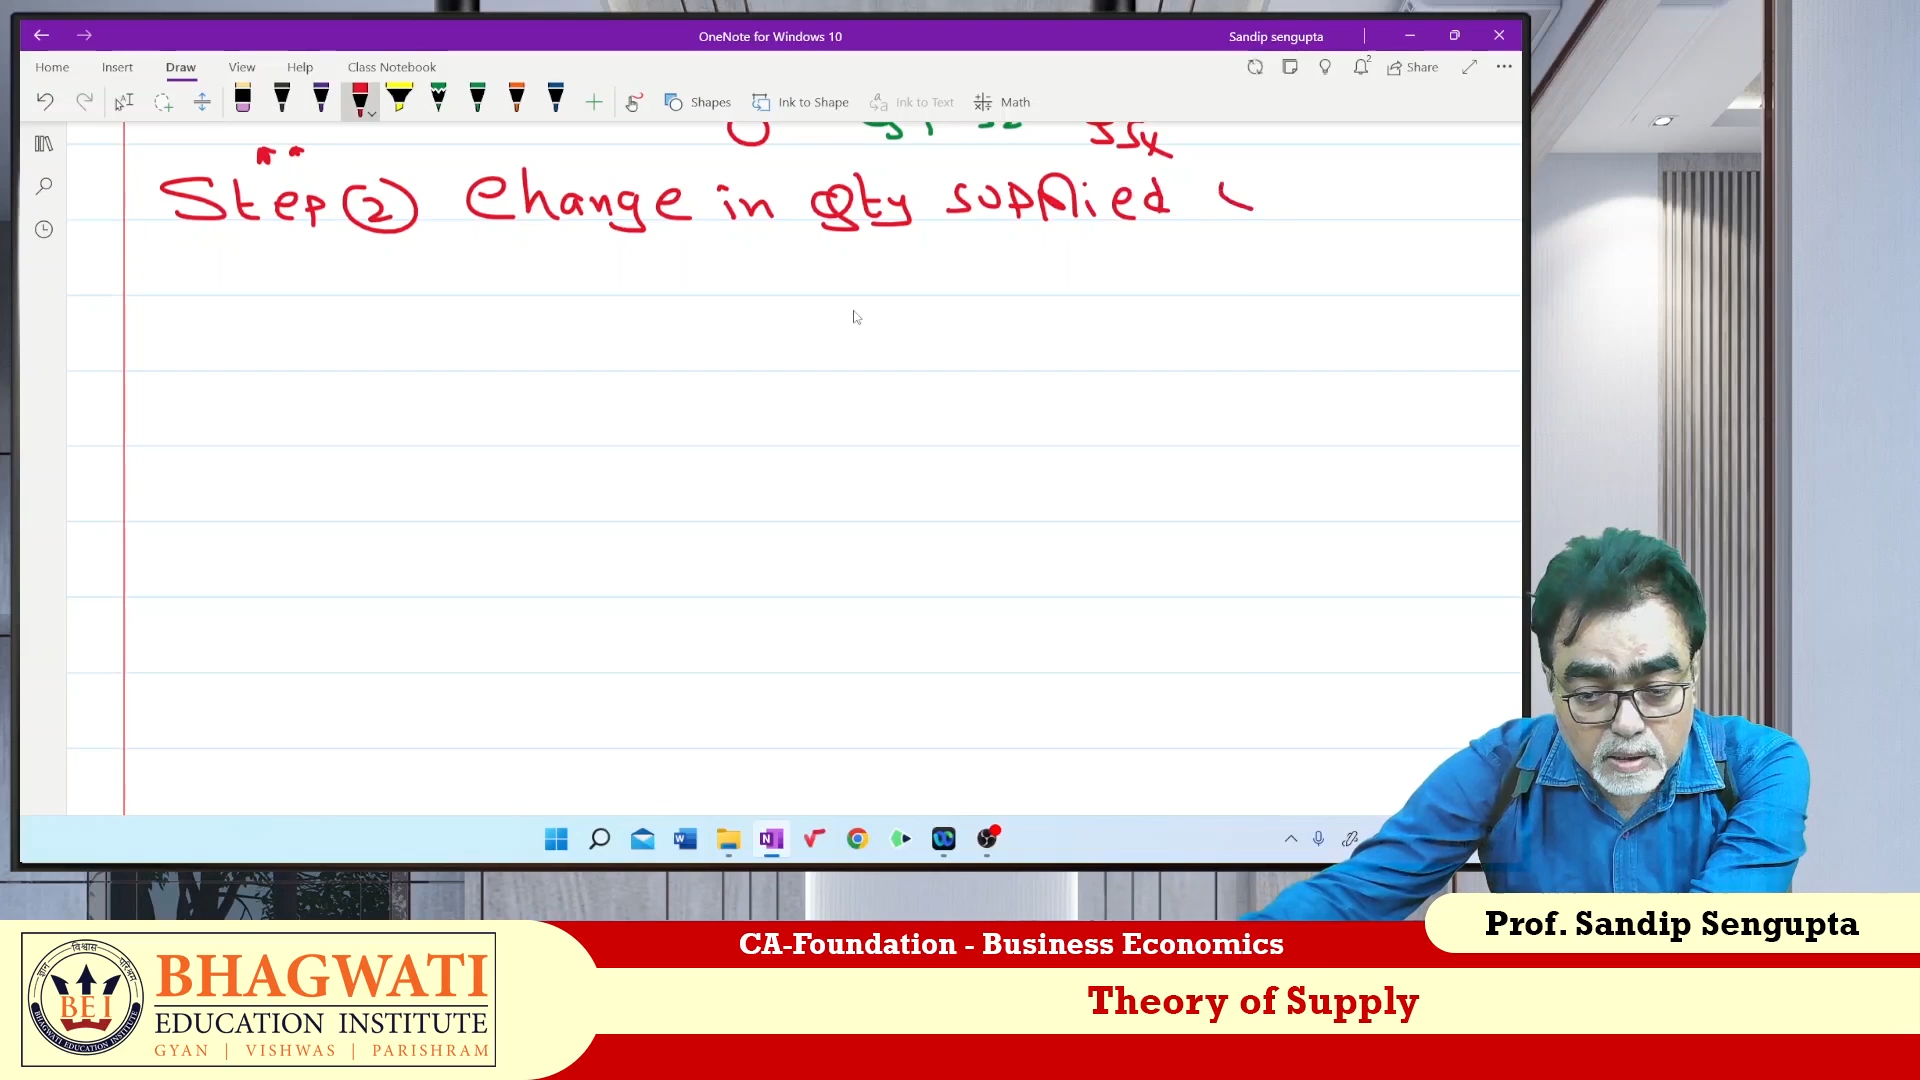 OneNote for Windows 10
Sandip sengupta
Home Insert Draw View Help Class Notebook
2
Share
Shapes
Ink to Shape
Ink to Text
Math
Step (2) Change in Qty supplied
CA-Foundation - Business Economics
Prof. Sandip Sengupta
Theory of Supply
BEI
BHAGWATI
EDUCATION INSTITUTE
GYAN | VISHWAS | PARISHRAM